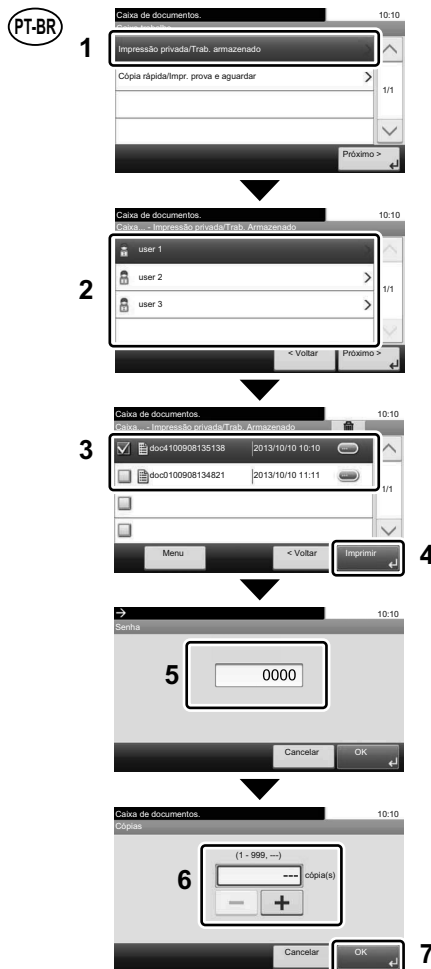 PT-BR
Caixa de documentos. 10:10
Caixa trabalho
1
Impressão privada/Trab. armazenado
Cópia rápida/Impr. prova e aguardar
1/1
Próximo >
Caixa de documentos. 10:10
Caixa... - Impressão privada/Trab. Armazenado
2
user 1
user 2
user 3
1/1
< Voltar Próximo >
Caixa de documentos. 10:10
Caixa... - Impressão privada/Trab. Armazenado
3
doc4100908135138 2013/10/10 10:10
doc0100908134821 2013/10/10 11:11
1/1
Menu < Voltar Imprimir 4
10:10
Senha
5 0000
Cancelar OK
Caixa de documentos. 10:10
Cópias
(1 - 999, ---)
6 --- cópia(s)
Cancelar OK 7